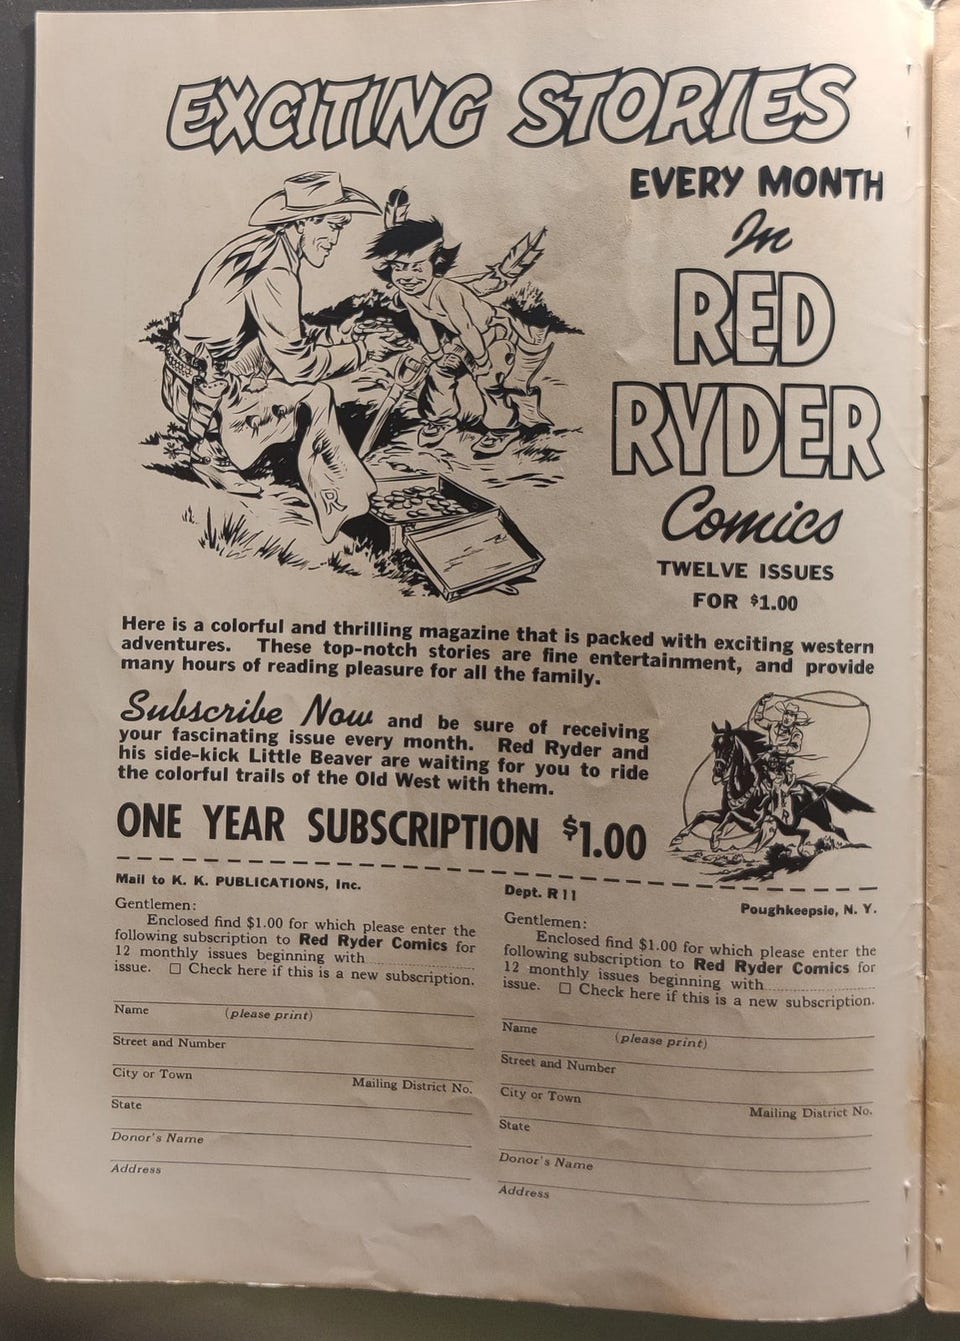 EXCITING STORIES
EVERY MONTH
In
RED
RYDER
Comics
TWELVE ISSUES
FOR $1.00
R
Here is a colorful and thrilling magazine that is packed with exciting western
adventures. These top-notch stories are fine entertainment, and provide
many hours of reading pleasure for all the family.
Subscribe Now and be sure of receiving
your fascinating issue every month. Red Ryder and
his side-kick Little Beaver are waiting for you to ride
the colorful trails of the Old West with them.
ONE YEAR SUBSCRIPTION $1.00
Mail to K. K. PUBLICATIONS, Inc. Dept. R 11 Poughkeepsie, N. Y.
Gentlemen:
Enclosed find $1.00 for which please enter the
following subscription to Red Ryder Comics for
12 monthly issues beginning with
issue. □ Check here if this is a new subscription.
Name (please print)
Street and Number
City or Town Mailing District No.
State
Donor's Name
Address
Gentlemen:
Enclosed find $1.00 for which please enter the
following subscription to Red Ryder Comics for
12 monthly issues beginning with
issue. □ Check here if this is a new subscription.
Name (please print)
Street and Number
City or Town Mailing District No.
State
Donor's Name
Address